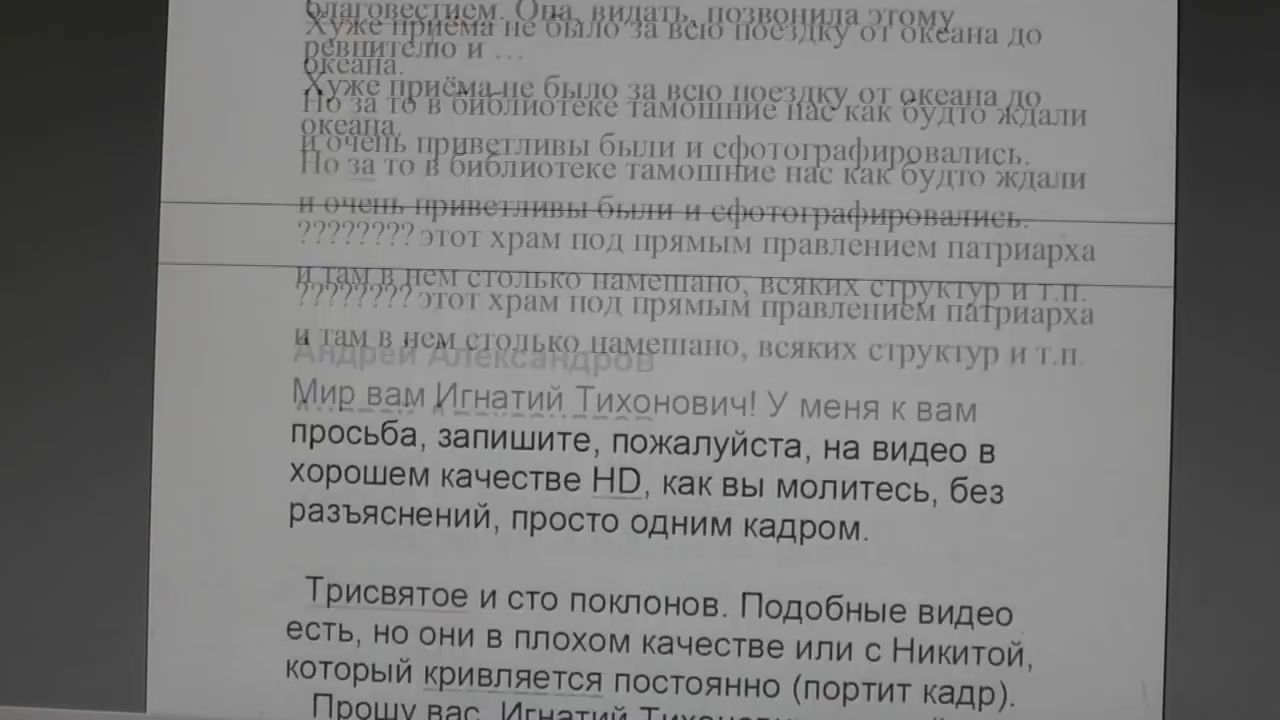 благовестием. Она, видать, позвонила этому
Хуже приёма не было за всю поездку от океана до
ревнителю и ...
океана.
Хуже приёма не было за всю поездку от океана до
Но за то в библиотеке тамошние нас как будто ждали
океана.
и очень приветливы были и сфотографировались.
Но за то в библиотеке тамошние нас как будто ждали
и очень приветливы были и сфотографировались.
???????? этот храм под прямым правлением патриарха
и там в нем столько намешано, всяких структур и т.п.
???????? этот храм под прямым правлением патриарха
и там в нем столько намешано, всяких структур и т.п.
Андрей Александров
Мир вам Игнатий Тихонович! У меня к вам
Андрей Александров
просьба, запишите, пожалуйста, на видео в
хорошем качестве HD, как вы молитесь, без
разъяснений, просто одним кадром.
Трисвятое и сто поклонов. Подобные видео
есть, но они в плохом качестве или с Никитой,
который кривляется постоянно (портит кадр).
Прошу вас, Игнатий